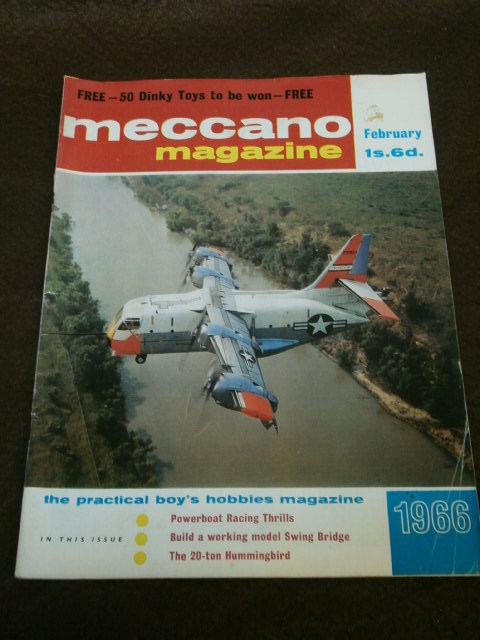 FREE – 50 Dinky Toys to be won – FREE
meccano
magazine
February
1s.6d.
the practical boy's hobbies magazine
1966
IN THIS ISSUE
Powerboat Racing Thrills
Build a working model Swing Bridge
The 20-ton Hummingbird